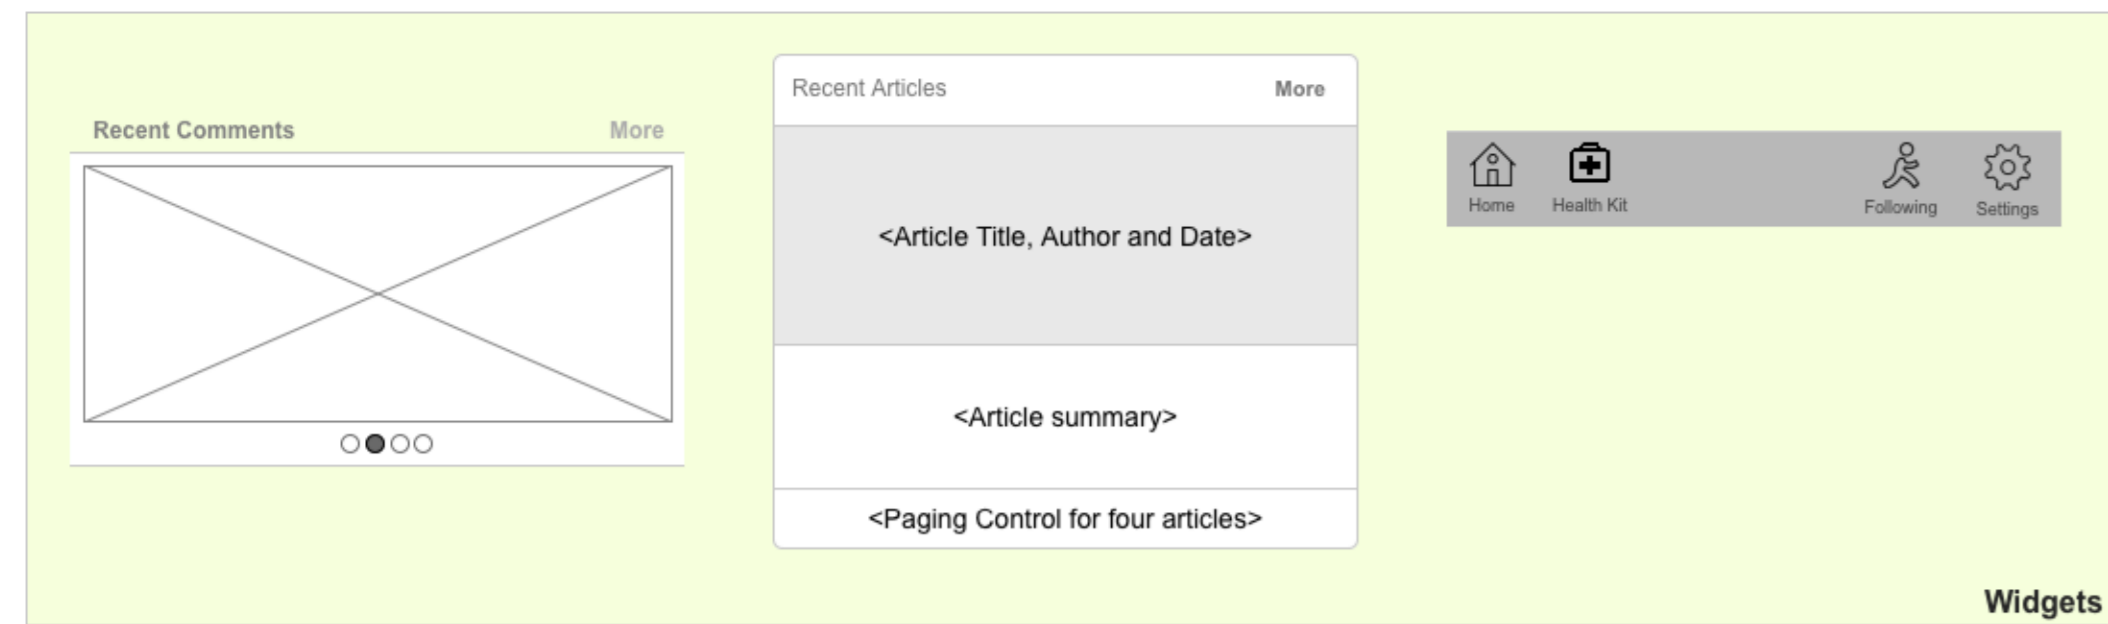 Recent Comments
More
Recent Articles
More
<Article Title, Author and Date>
<Article summary>
<Paging Control for four articles>
Home
Health Kit
Following
Settings
Widgets